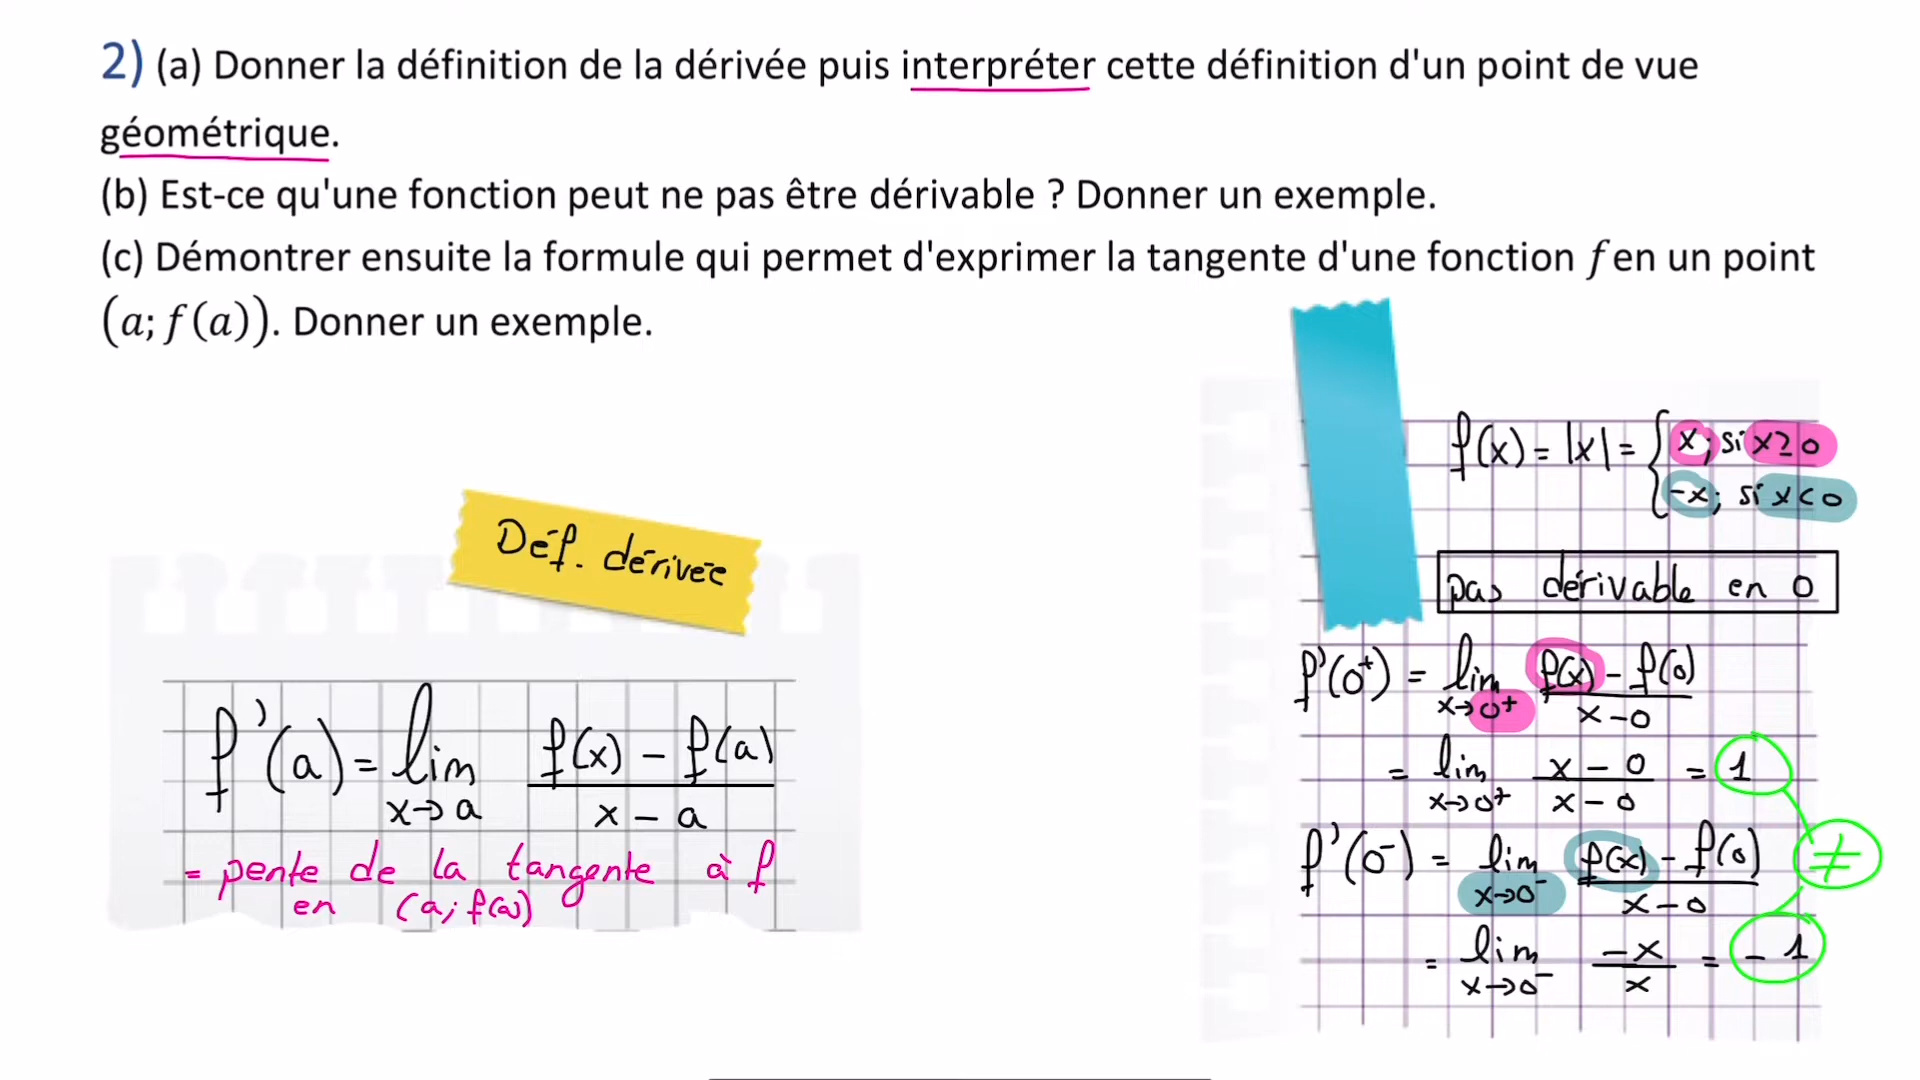 2) (a) Donner la définition de la dérivée puis interpréter cette définition d'un point de vue
géométrique.
(b) Est-ce qu'une fonction peut ne pas être dérivable ? Donner un exemple.
(c) Démontrer ensuite la formule qui permet d'exprimer la tangente d'une fonction f en un point
(a; f(a)). Donner un exemple.
Déf. dérivée
f'(a) = lim f(x) - f(a)
x→a x - a
= pente de la tangente à f
en (a; f(a))
f(x) = |x| = { x; si x ≥ 0
-x; si x < 0
pas dérivable en 0
f'(0⁺) = lim f(x) - f(0)
x→0⁺ x - 0
= lim x - 0 = 1
x→0⁺ x - 0
f'(0⁻) = lim f(x) - f(0) ≠
x→0⁻ x - 0
= lim -x = -1
x→0⁻ x